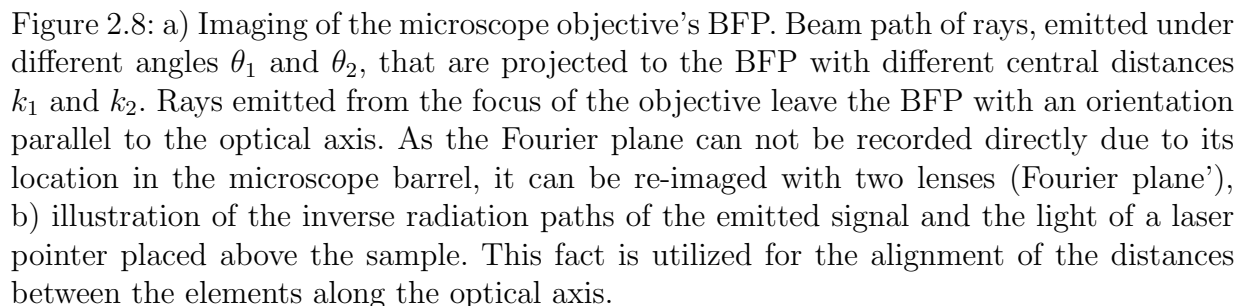 Figure 2.8: a) Imaging of the microscope objective's BFP. Beam path of rays, emitted under
different angles θ₁ and θ₂, that are projected to the BFP with different central distances
k₁ and k₂. Rays emitted from the focus of the objective leave the BFP with an orientation
parallel to the optical axis. As the Fourier plane can not be recorded directly due to its
location in the microscope barrel, it can be re-imaged with two lenses (Fourier plane'),
b) illustration of the inverse radiation paths of the emitted signal and the light of a laser
pointer placed above the sample. This fact is utilized for the alignment of the distances
between the elements along the optical axis.